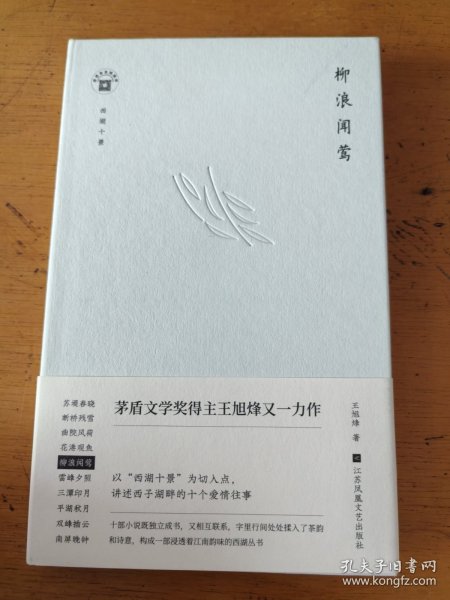 柳浪闻莺
西湖十景
苏堤春晓
断桥残雪
曲院风荷
花港观鱼
柳浪闻莺
雷峰夕照
三潭印月
平湖秋月
双峰插云
南屏晚钟
茅盾文学奖得主王旭烽又一力作
以“西湖十景”为切入点，
讲述西子湖畔的十个爱情往事
十部小说既独立成书，又相互联系，字里行间处处揉入了茶韵
和诗意，构成一部浸透着江南韵味的西湖丛书
王旭烽 著
江苏凤凰文艺出版社
孔夫子旧书网
www.kongfz.com